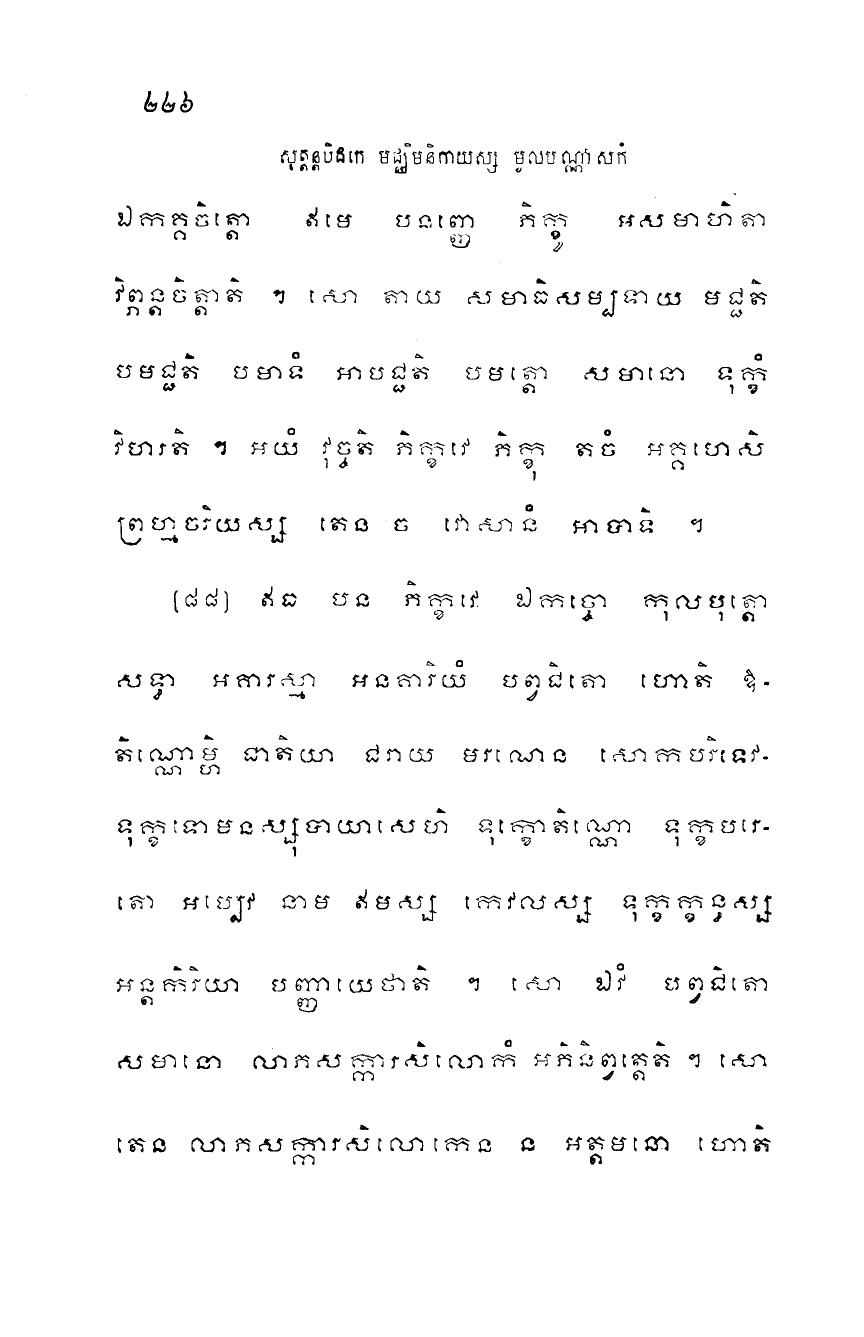 ២២៦
សុត្តន្តបិដកេ មជ្ឈិមនិកាយស្ស មូលបណ្ណាសកំ
ឯកគ្គចិត្តោ ឥមេ បនញ្ញេ ភិក្ខូ អសមាហិតា
វិព្ភន្តចិត្តាតិ ។ សោ តាយ សមាធិសម្បទាយ មជ្ជតិ
បមជ្ជតិ បមាទំ អាបជ្ជតិ បមត្តោ សមានោ ទុក្ខំ
វិហរតិ ។ អយំ វុច្ចតិ ភិក្ខវេ ភិក្ខុ តចំ អគ្គហេសិ
ព្រហ្មចរិយស្ស តេន ច វោសានំ អាបាទិ ។
(៨៨) ឥធ បន ភិក្ខវេ ឯកច្ចោ កុលបុត្តោ
សទ្ធា អគារស្មា អនគារិយំ បព្វជិតោ ហោតិ ឱ-
តិណ្ណោម្ហិ ជាតិយា ជរាយ មរណេន សោកបរិទេវ-
ទុក្ខទោមនស្សុបាយាសេហិ ទុក្ខោតិណ្ណោ ទុក្ខបរេ-
តោ អប្បេវ នាម ឥមស្ស កេវលស្ស ទុក្ខក្ខន្ធស្ស
អន្តកិរិយា បញ្ញាយេថាតិ ។ សោ ឯវំ បព្វជិតោ
សមានោ លាភសក្ការសិលោកំ អភិនិព្វត្តេតិ ។ សោ
តេន លាភសក្ការសិលោកេន ន អត្តមនោ ហោតិ